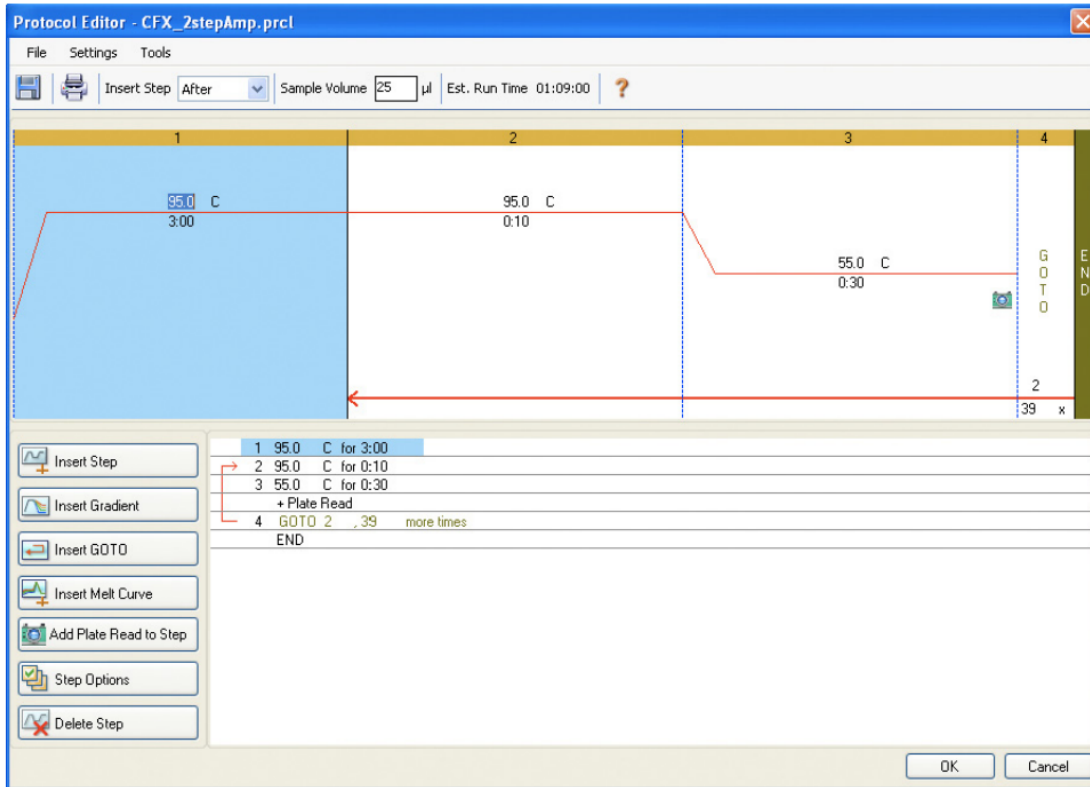 Protocol Editor - CFX_2stepAmp.prcl
File Settings Tools
Insert Step After Sample Volume 25 µl Est. Run Time 01:09:00 ?
1 2 3 4
95.0 C 95.0 C
3:00 0:10
55.0 C
0:30
GOTO
END
2
39 x
Insert Step
Insert Gradient
Insert GOTO
Insert Melt Curve
Add Plate Read to Step
Step Options
Delete Step
1 95.0 C for 3:00
2 95.0 C for 0:10
3 55.0 C for 0:30
+ Plate Read
4 GOTO 2 , 39 more times
END
OK Cancel